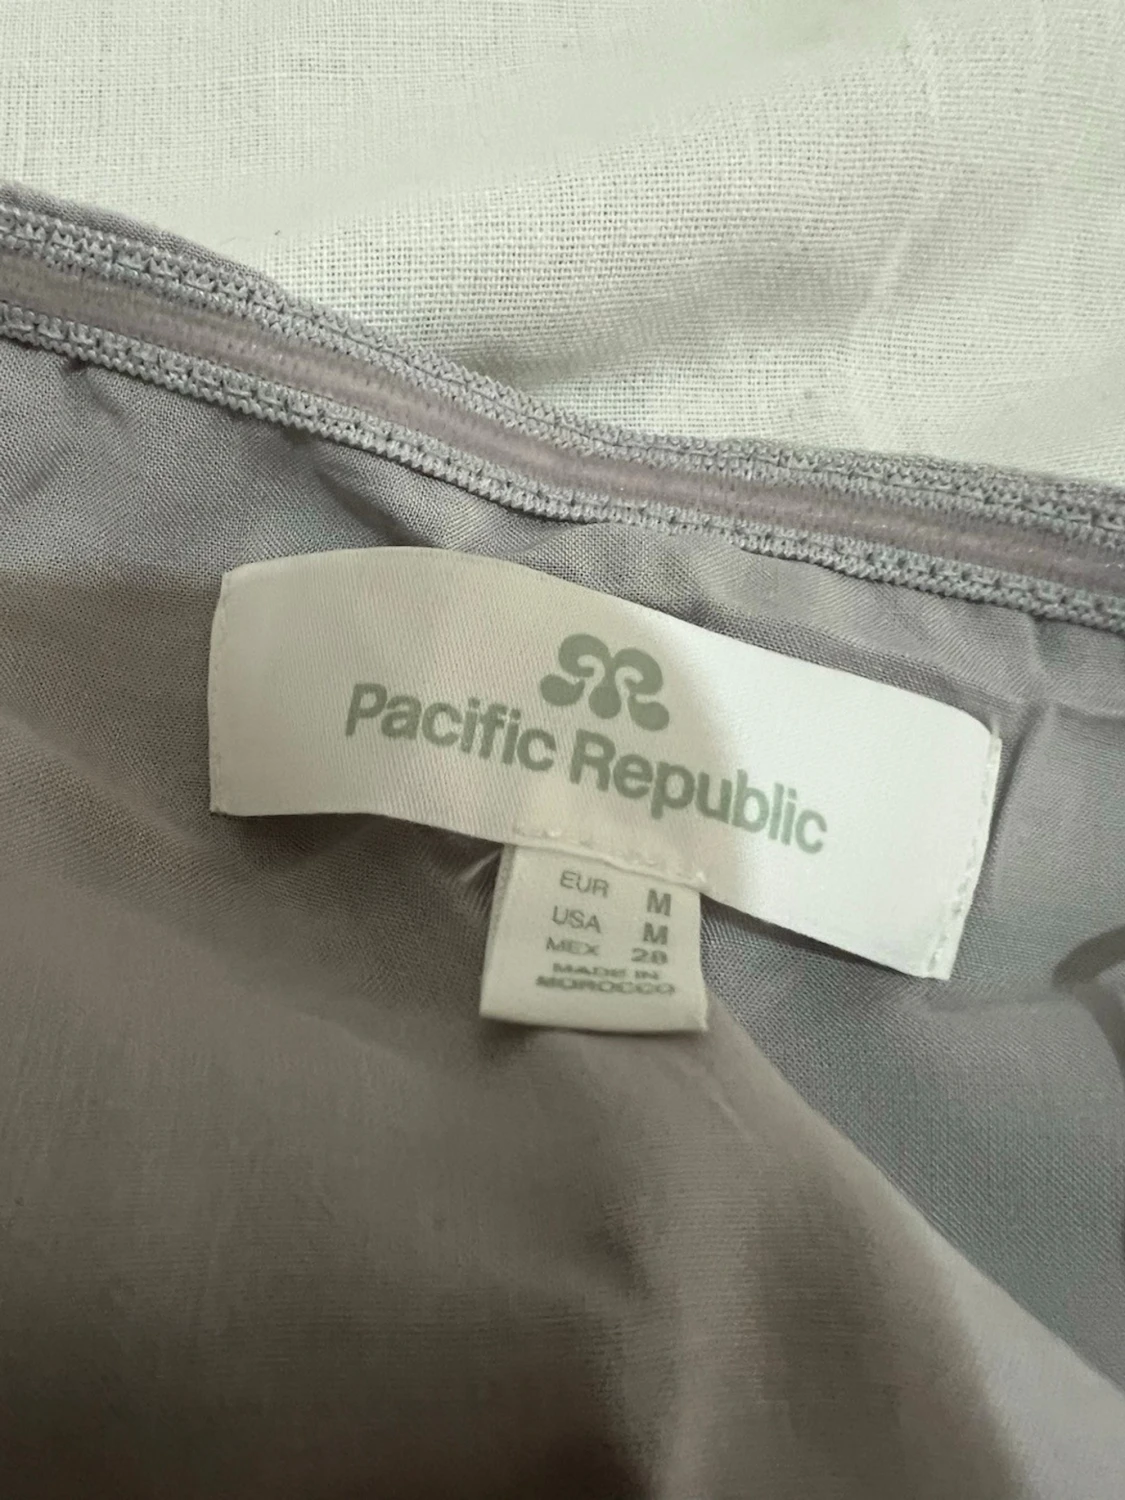 Pacific Republic
EUR M
USA M
MEX 28
MADE IN
MOROCCO